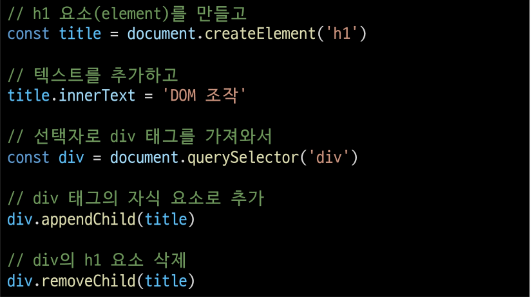 // h1 요소(element)를 만들고
const title = document.createElement('h1')
// 텍스트를 추가하고
title.innerText = 'DOM 조작'
// 선택자로 div 태그를 가져와서
const div = document.querySelector('div')
// div 태그의 자식 요소로 추가
div.appendChild(title)
// div의 h1 요소 삭제
div.removeChild(title)